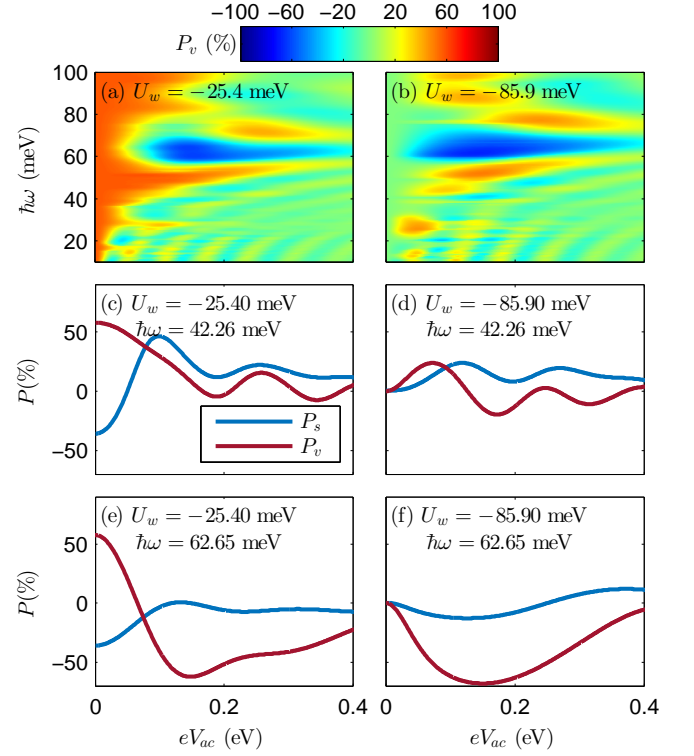 −100 −60 −20 20 60 100
P_v (%)
(a) U_w = −25.4 meV
(b) U_w = −85.9 meV
100
80
60
40
20
ħω (meV)
(c) U_w = −25.40 meV
ħω = 42.26 meV
(d) U_w = −85.90 meV
ħω = 42.26 meV
50
0
−50
P(%)
P_s
P_v
(e) U_w = −25.40 meV
ħω = 62.65 meV
(f) U_w = −85.90 meV
ħω = 62.65 meV
50
0
−50
P(%)
0 0.2 0.4
0 0.2 0.4
eV_ac (eV)
eV_ac (eV)